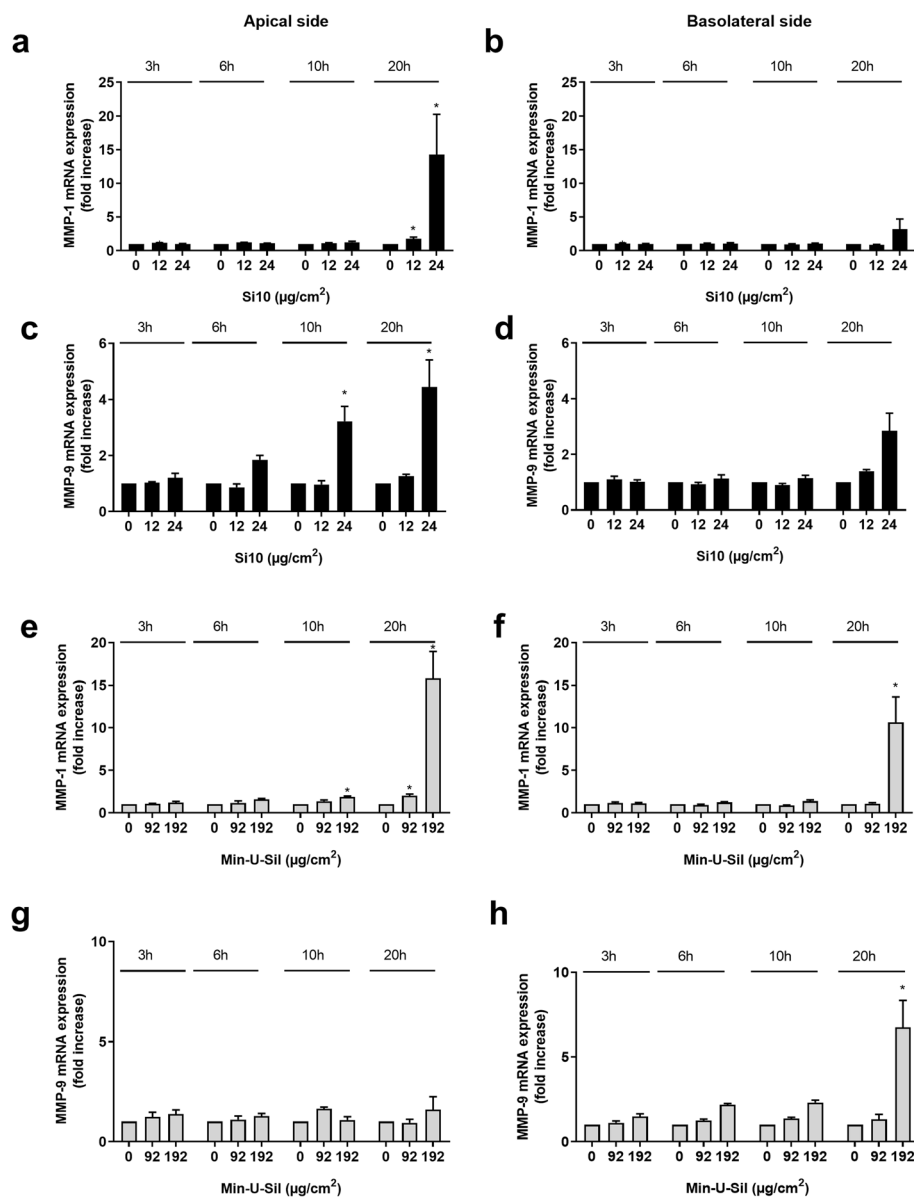 Apical side
Basolateral side
a
3h 6h 10h 20h
MMP-1 mRNA expression
(fold increase)
25
20
15
10
5
0
* *
0 12 24 0 12 24 0 12 24 0 12 24
Si10 (µg/cm²)
b
3h 6h 10h 20h
MMP-1 mRNA expression
(fold increase)
25
20
15
10
5
0
0 12 24 0 12 24 0 12 24 0 12 24
Si10 (µg/cm²)
c
3h 6h 10h 20h
MMP-9 mRNA expression
(fold increase)
6
4
2
0
* *
0 12 24 0 12 24 0 12 24 0 12 24
Si10 (µg/cm²)
d
3h 6h 10h 20h
MMP-9 mRNA expression
(fold increase)
6
4
2
0
0 12 24 0 12 24 0 12 24 0 12 24
Si10 (µg/cm²)
e
3h 6h 10h 20h
MMP-1 mRNA expression
(fold increase)
20
15
10
5
0
* * *
0 92 192 0 92 192 0 92 192 0 92 192
Min-U-Sil (µg/cm²)
f
3h 6h 10h 20h
MMP-1 mRNA expression
(fold increase)
20
15
10
5
0
*
0 92 192 0 92 192 0 92 192 0 92 192
Min-U-Sil (µg/cm²)
g
3h 6h 10h 20h
MMP-9 mRNA expression
(fold increase)
10
5
0
0 92 192 0 92 192 0 92 192 0 92 192
Min-U-Sil (µg/cm²)
h
3h 6h 10h 20h
MMP-9 mRNA expression
(fold increase)
10
5
0
*
0 92 192 0 92 192 0 92 192 0 92 192
Min-U-Sil (µg/cm²)